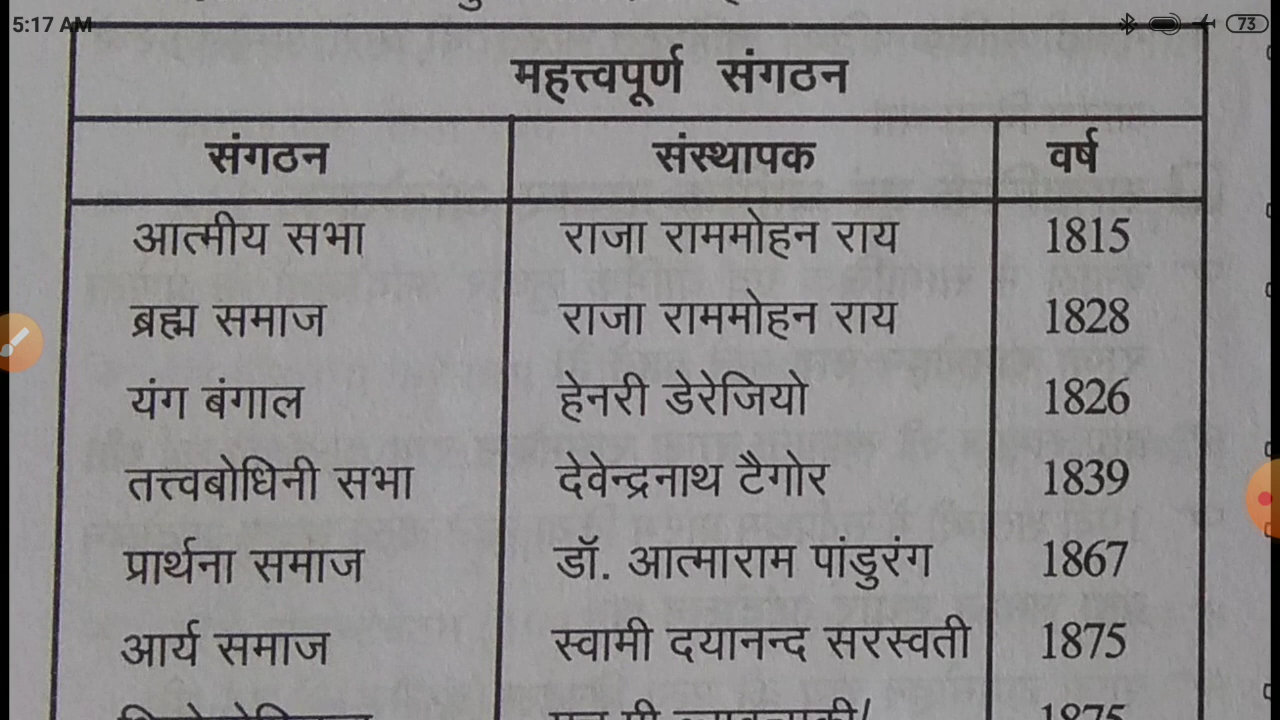 5:17 AM 73
महत्त्वपूर्ण संगठन
संगठन संस्थापक वर्ष
आत्मीय सभा राजा राममोहन राय 1815
ब्रह्म समाज राजा राममोहन राय 1828
यंग बंगाल हेनरी डेरेजियो 1826
तत्त्वबोधिनी सभा देवेन्द्रनाथ टैगोर 1839
प्रार्थना समाज डॉ. आत्माराम पांडुरंग 1867
आर्य समाज स्वामी दयानन्द सरस्वती 1875
1875